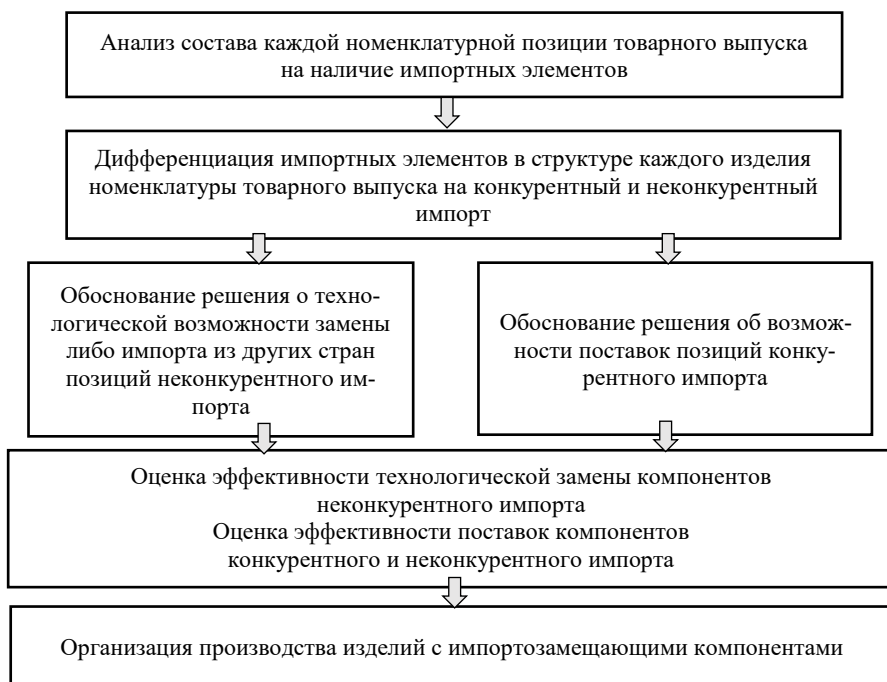 Анализ состава каждой номенклатурной позиции товарного выпуска
на наличие импортных элементов
Дифференциация импортных элементов в структуре каждого изделия
номенклатуры товарного выпуска на конкурентный и неконкурентный
импорт
Обоснование решения о техно-
логической возможности замены
либо импорта из других стран
позиций неконкурентного им-
порта
Обоснование решения об возмож-
ности поставок позиций конку-
рентного импорта
Оценка эффективности технологической замены компонентов
неконкурентного импорта
Оценка эффективности поставок компонентов
конкурентного и неконкурентного импорта
Организация производства изделий с импортозамещающими компонентами